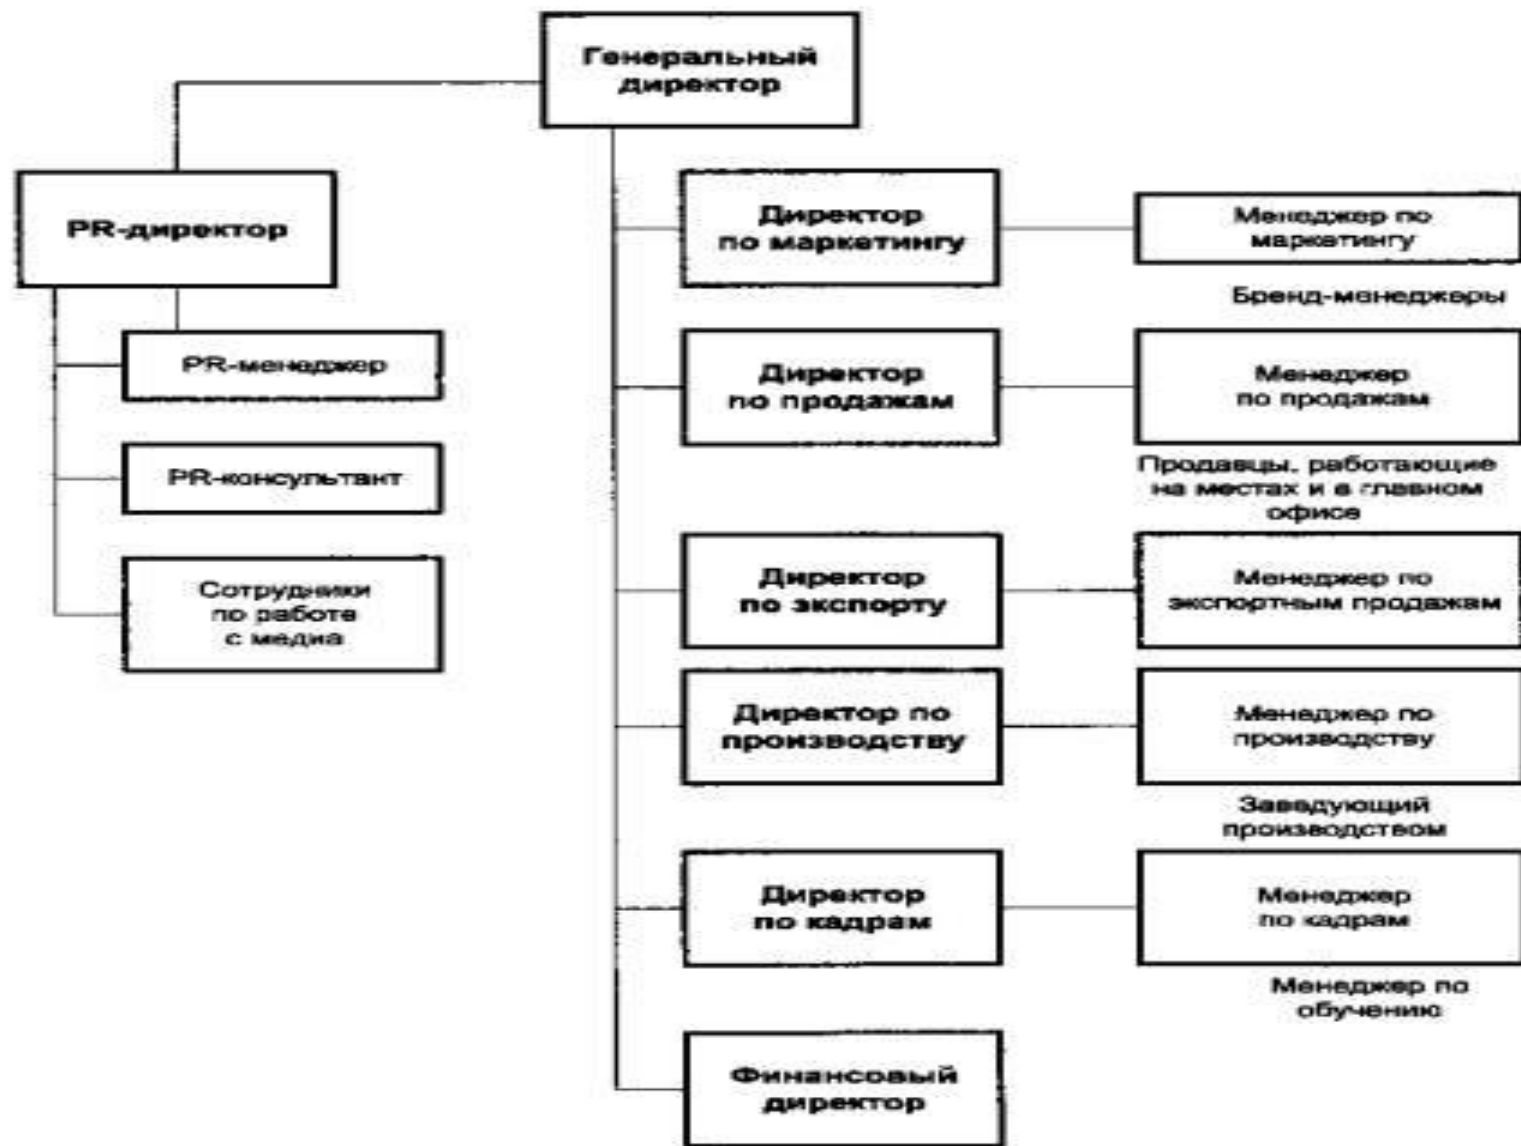 Генеральный
директор
PR-директор
PR-менеджер
PR-консультант
Сотрудники
по работе
с медиа
Директор
по маркетингу
Менеджер по
маркетингу
Бренд-менеджеры
Директор
по продажам
Менеджер
по продажам
Продавцы, работающие
на местах и в главном
офисе
Директор
по экспорту
Менеджер по
экспортным продажам
Директор по
производству
Менеджер по
производству
Заведующий
производством
Директор
по кадрам
Менеджер
по кадрам
Менеджер по
обучению
Финансовый
директор